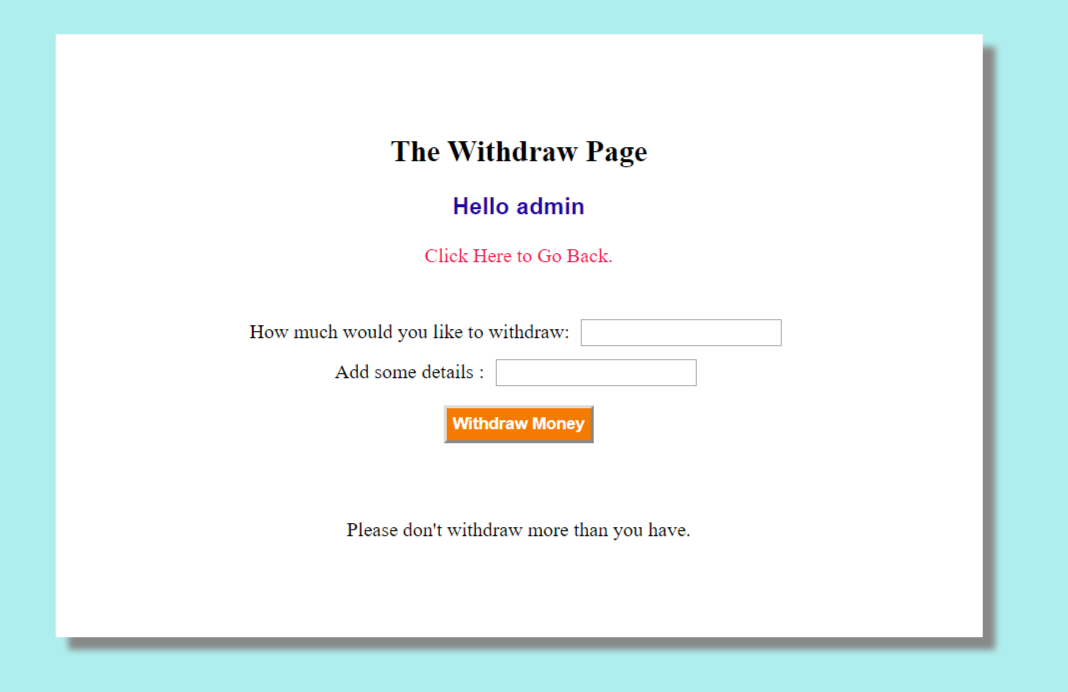 The Withdraw Page
Hello admin
Click Here to Go Back.
How much would you like to withdraw:
Add some details :
Withdraw Money
Please don't withdraw more than you have.